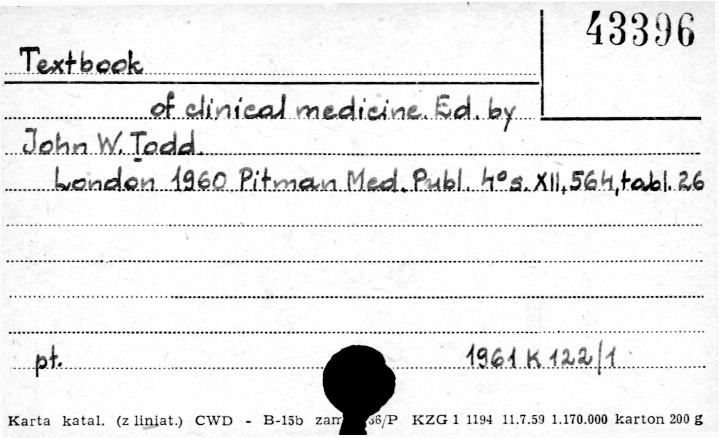 43396
Textbook
of clinical medicine. Ed. by
John W. Todd.
London 1960 Pitman Med. Publ. 4° s. XII, 564, tabl. 26
pt. 1961 K 122/1
Karta katal. (z liniat.) CWD - B-15b KZG 1 1194 11.7.59 1.170.000 karton 200 g